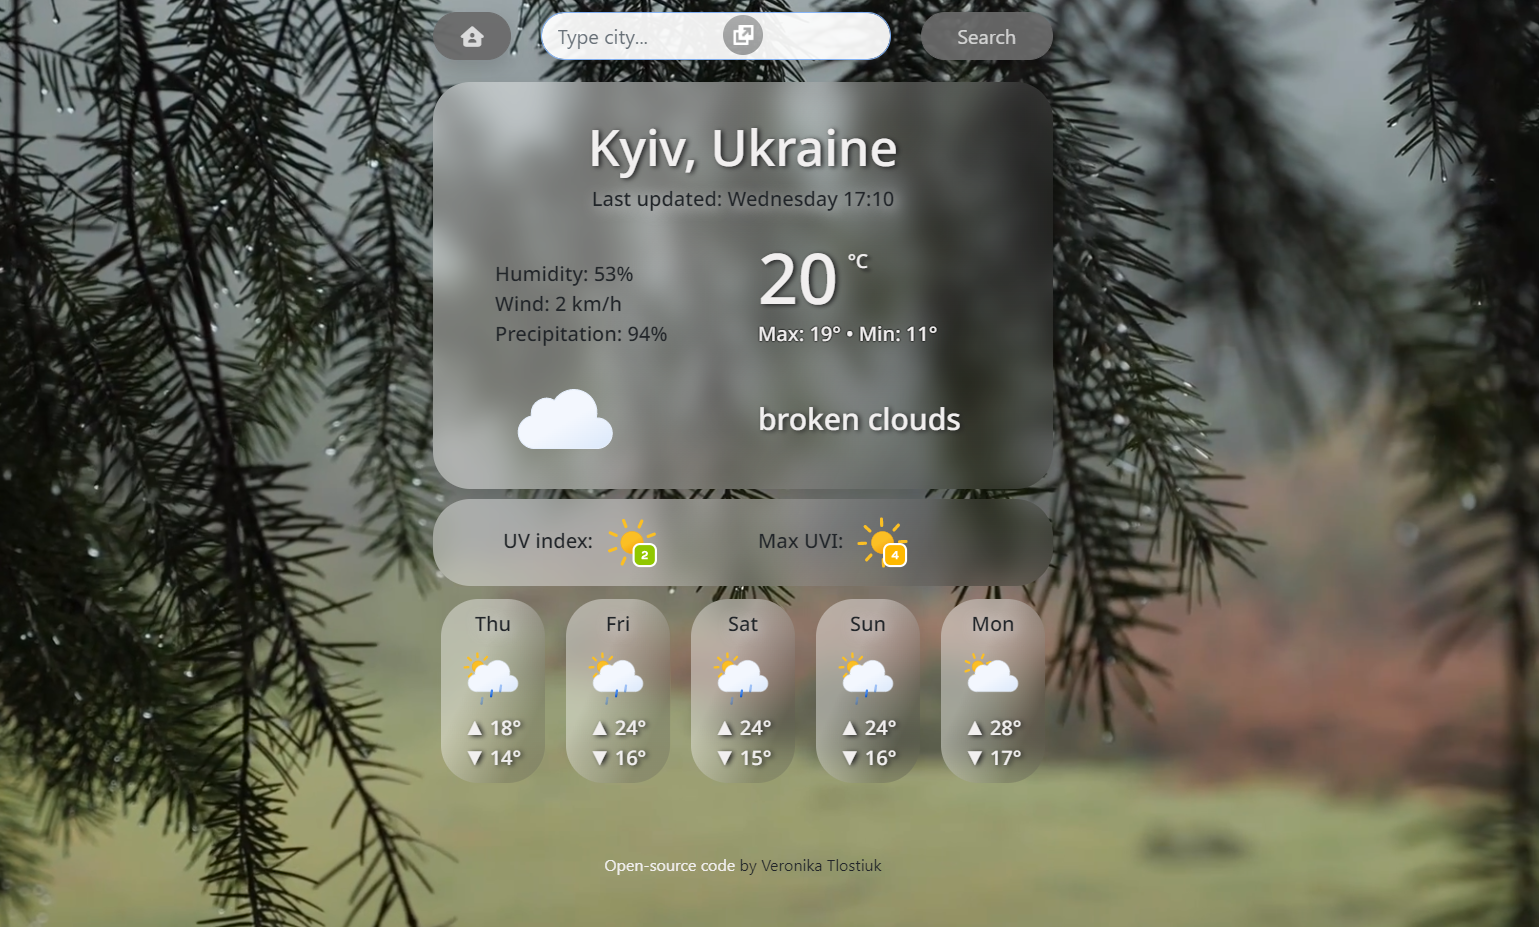 Type city...
Search
Kyiv, Ukraine
Last updated: Wednesday 17:10
Humidity: 53%
Wind: 2 km/h
Precipitation: 94%
20 °C
Max: 19° • Min: 11°
broken clouds
UV index: 2
Max UVI: 4
Thu Fri Sat Sun Mon
▲ 18° ▲ 24° ▲ 24° ▲ 24° ▲ 28°
▼ 14° ▼ 16° ▼ 15° ▼ 16° ▼ 17°
Open-source code by Veronika Tlostiuk